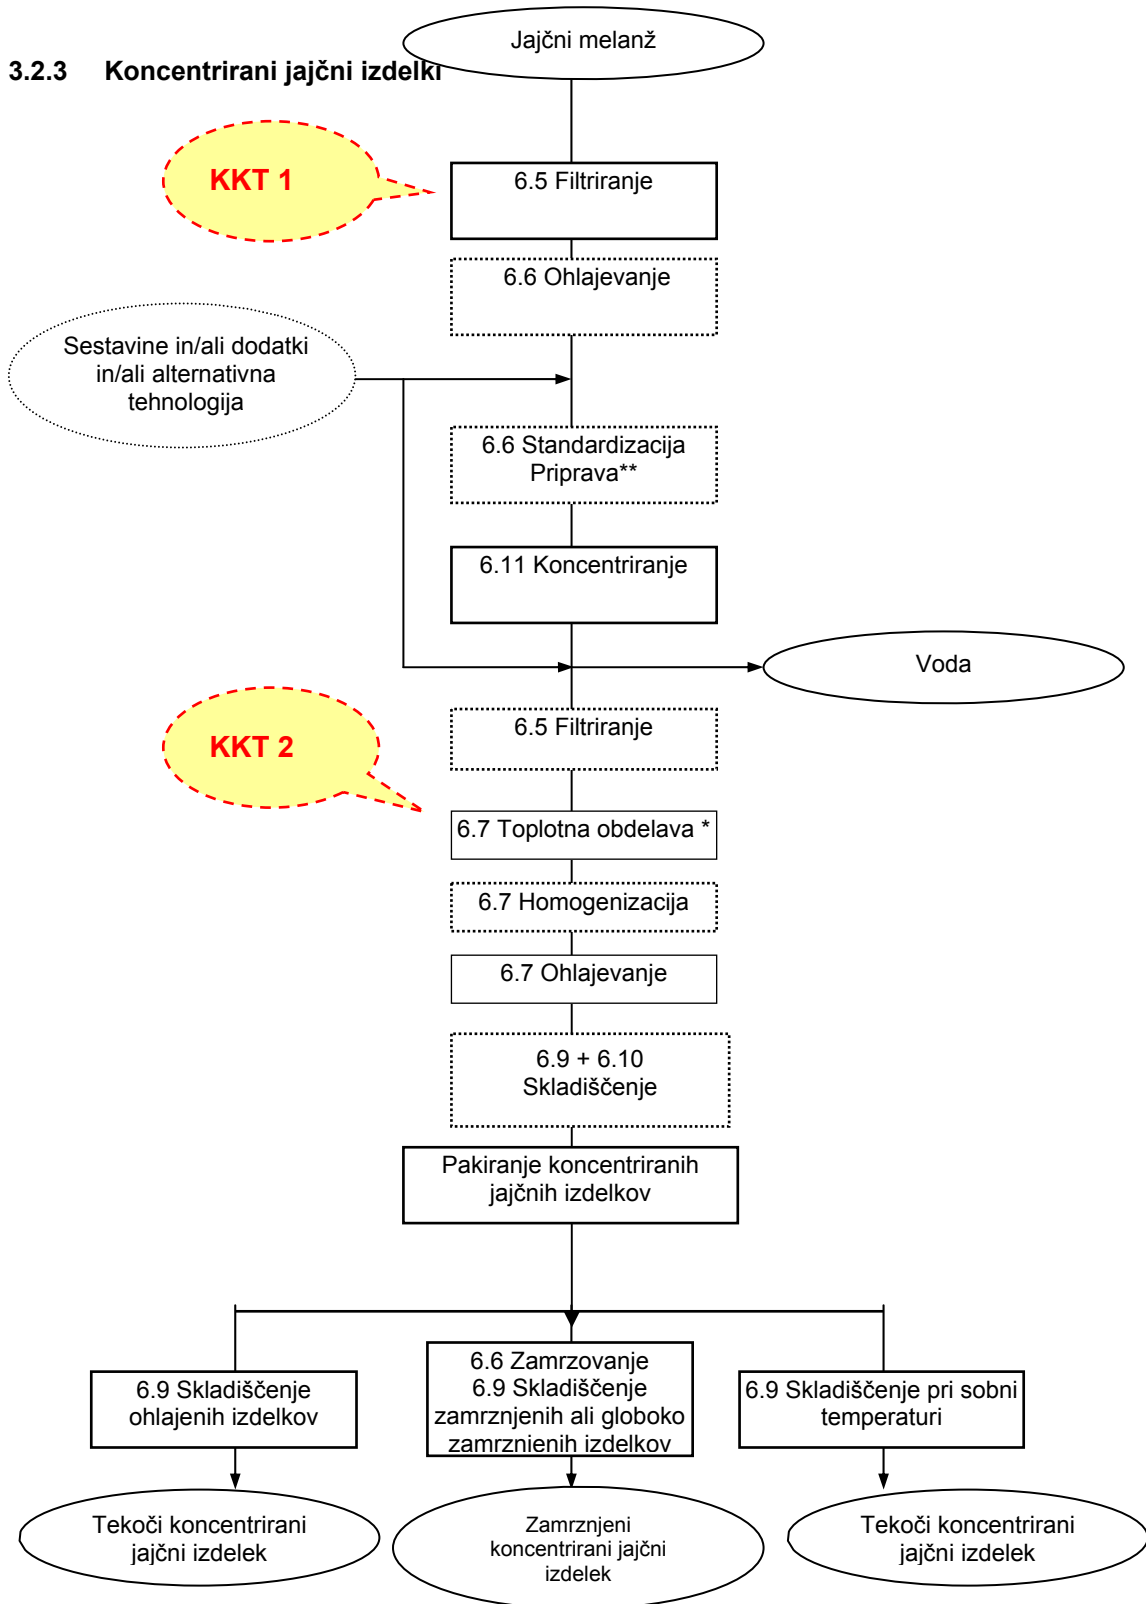 Jajčni melanž
3.2.3 Koncentrirani jajčni izdelki
KKT 1
6.5 Filtriranje
6.6 Ohlajevanje
Sestavine in/ali dodatki
in/ali alternativna
tehnologija
6.6 Standardizacija
Priprava**
6.11 Koncentriranje
Voda
6.5 Filtriranje
KKT 2
6.7 Toplotna obdelava *
6.7 Homogenizacija
6.7 Ohlajevanje
6.9 + 6.10
Skladiščenje
Pakiranje koncentriranih
jajčnih izdelkov
6.9 Skladiščenje
ohlajenih izdelkov
6.6 Zamrzovanje
6.9 Skladiščenje
zamrznjenih ali globoko
zamrznienih izdelkov
6.9 Skladiščenje pri sobni
temperaturi
Tekoči koncentrirani
jajčni izdelek
Zamrznjeni
koncentrirani jajčni
izdelek
Tekoči koncentrirani
jajčni izdelek